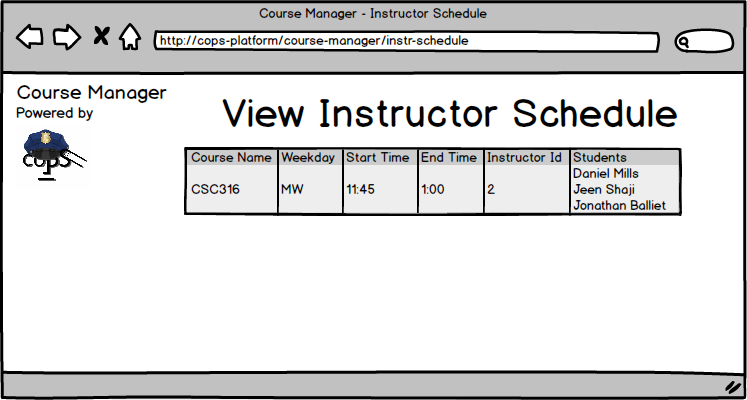 Course Manager - Instructor Schedule
http://cops-platform/course-manager/instr-schedule
Course Manager
Powered by
COPS
View Instructor Schedule
Course Name Weekday Start Time End Time Instructor Id Students
Daniel Mills
CSC316 MW 11:45 1:00 2 Jeen Shaji
Jonathan Balliet